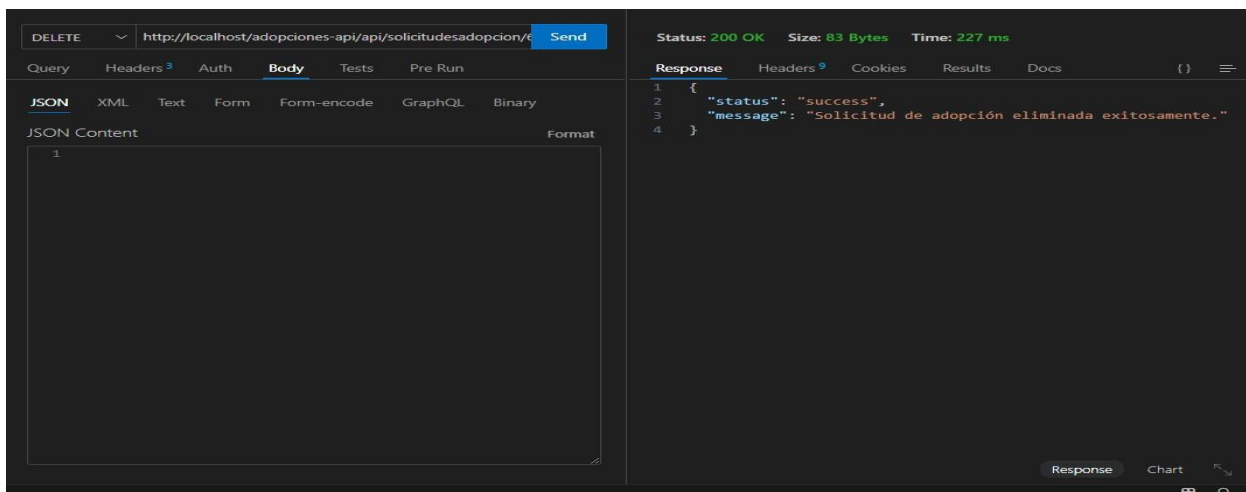 DELETE http://localhost/adopciones-api/api/solicitudesadopcion/6 Send
Query Headers 3 Auth Body Tests Pre Run
JSON XML Text Form Form-encode GraphQL Binary
JSON Content Format
1
Status: 200 OK Size: 83 Bytes Time: 227 ms
Response Headers 9 Cookies Results Docs {}
1 {
2 "status": "success",
3 "message": "Solicitud de adopción eliminada exitosamente."
4 }
Response Chart